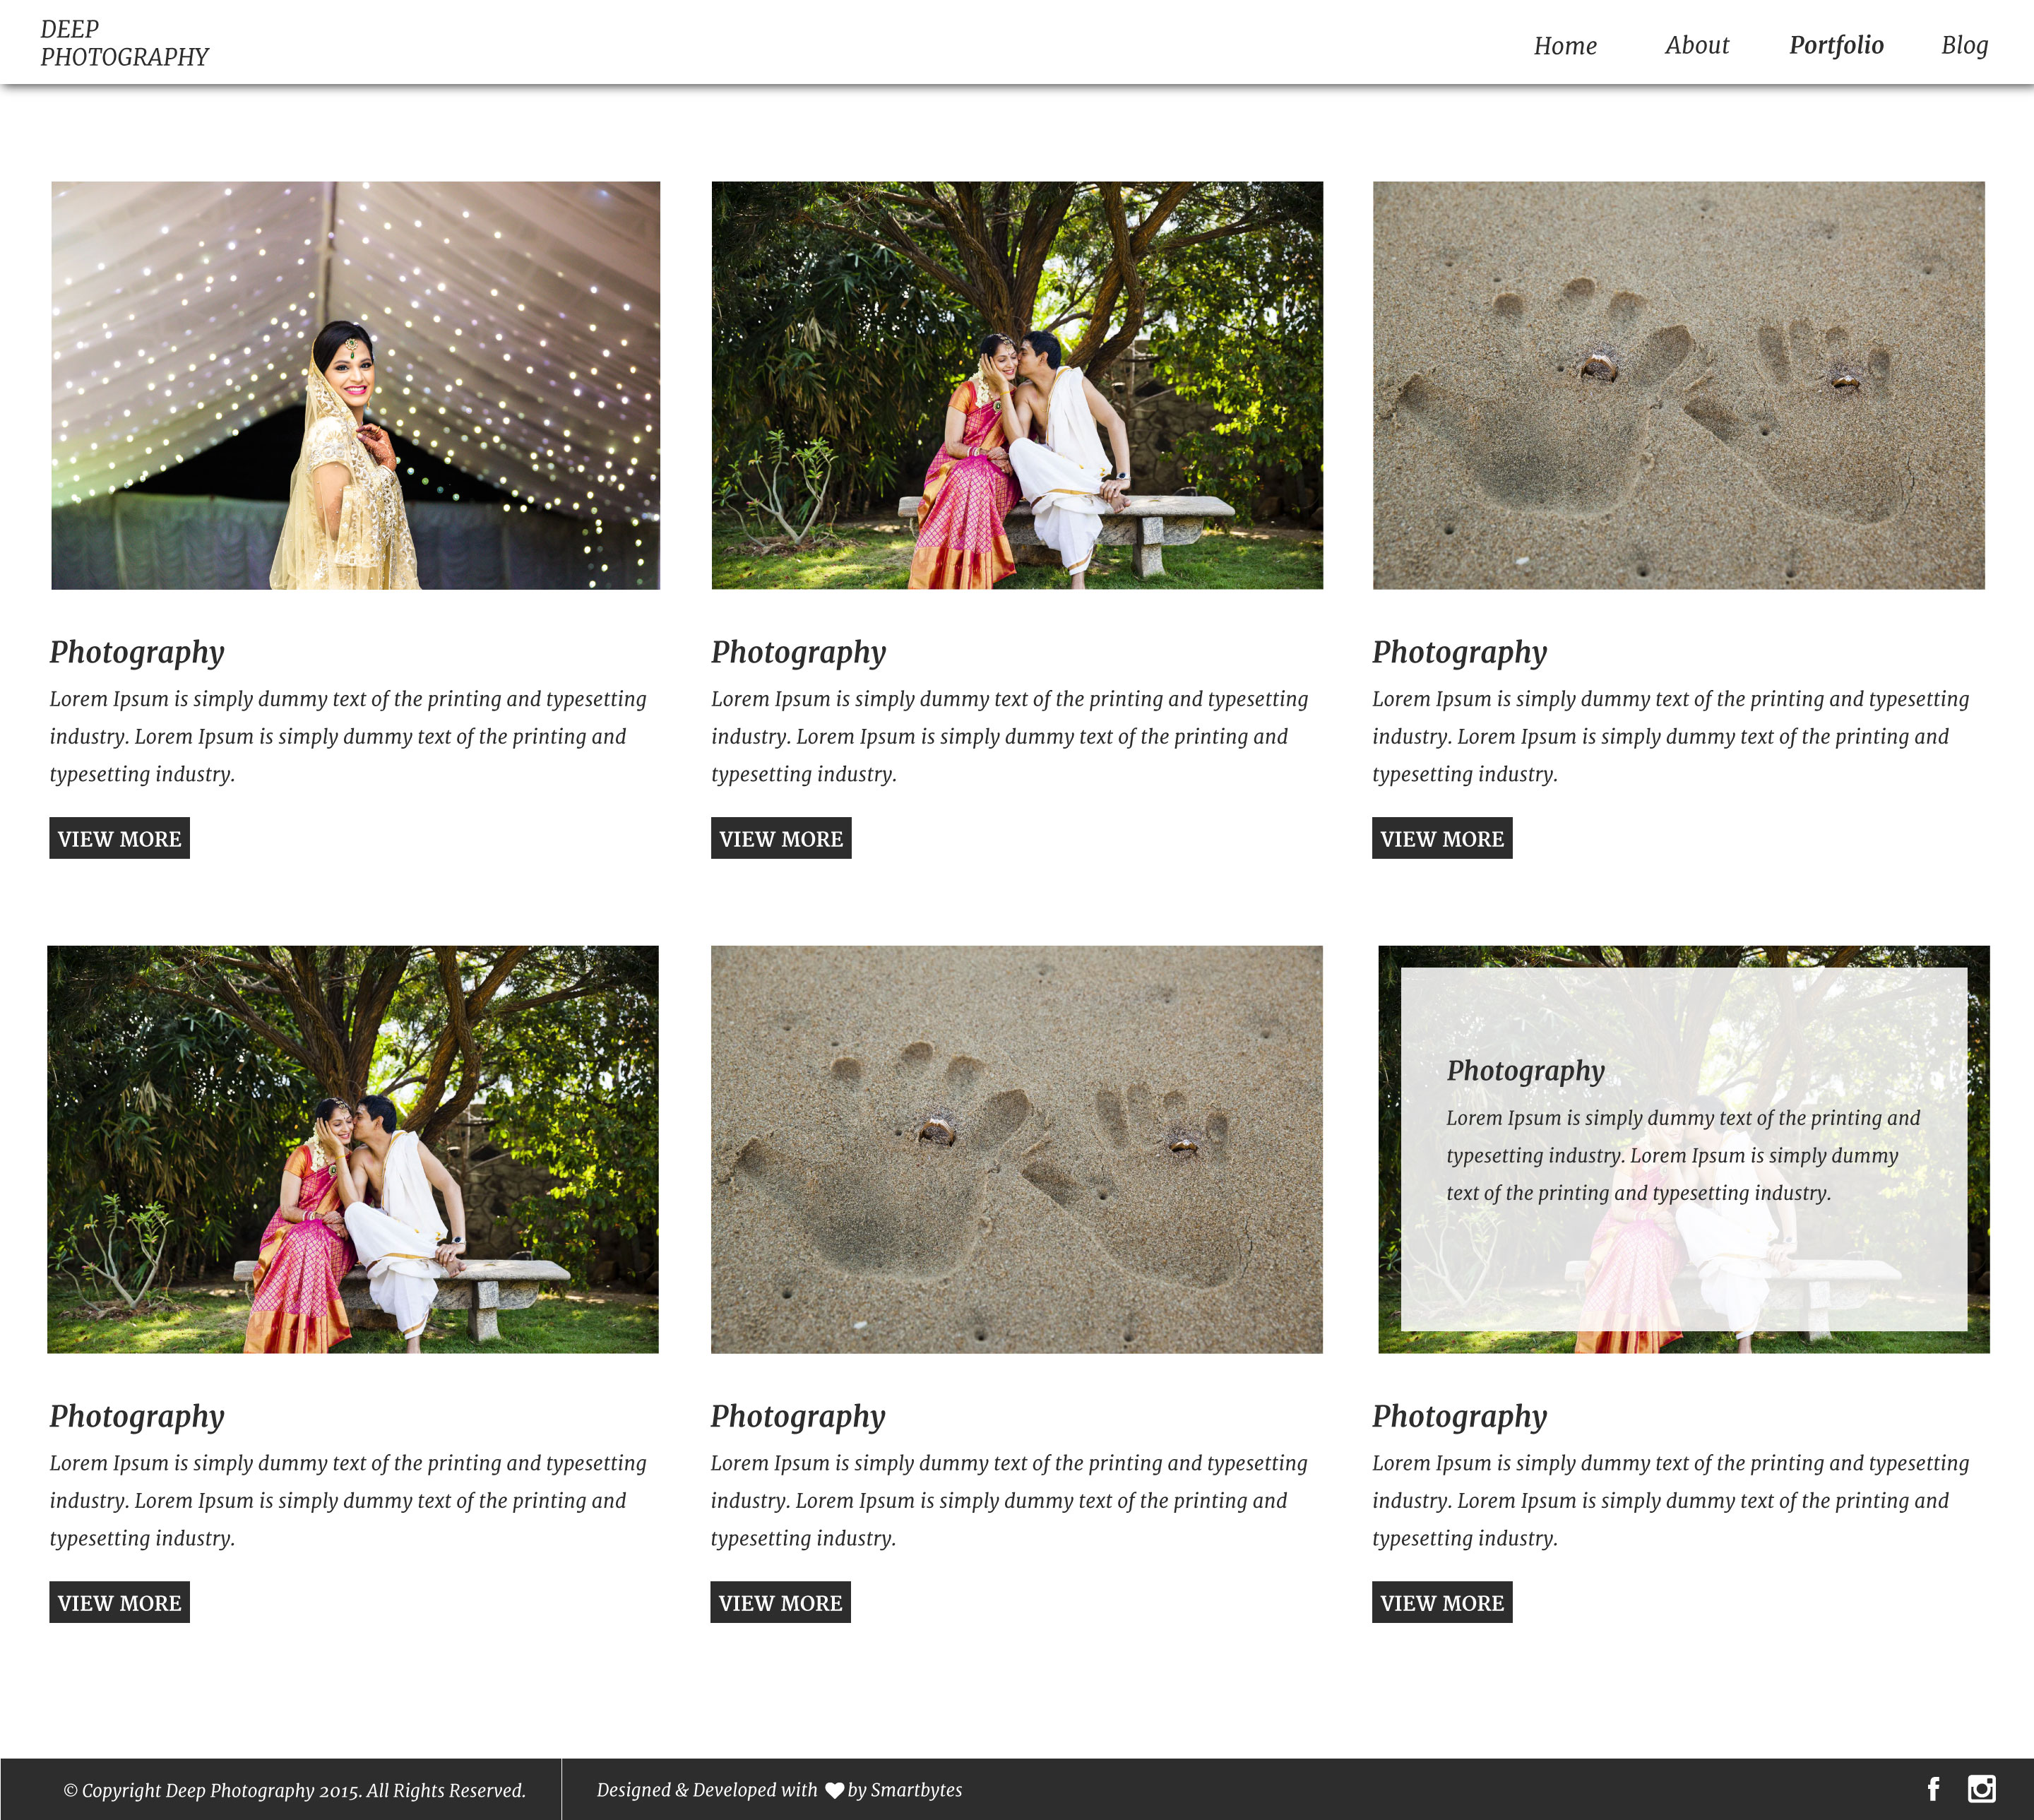 DEEP
PHOTOGRAPHY
Home About Portfolio Blog
Photography
Lorem Ipsum is simply dummy text of the printing and typesetting
industry. Lorem Ipsum is simply dummy text of the printing and
typesetting industry.
VIEW MORE
Photography
Lorem Ipsum is simply dummy text of the printing and typesetting
industry. Lorem Ipsum is simply dummy text of the printing and
typesetting industry.
VIEW MORE
Photography
Lorem Ipsum is simply dummy text of the printing and typesetting
industry. Lorem Ipsum is simply dummy text of the printing and
typesetting industry.
VIEW MORE
Photography
Lorem Ipsum is simply dummy text of the printing and typesetting
industry. Lorem Ipsum is simply dummy text of the printing and
typesetting industry.
VIEW MORE
Photography
Lorem Ipsum is simply dummy text of the printing and typesetting
industry. Lorem Ipsum is simply dummy text of the printing and
typesetting industry.
VIEW MORE
Photography
Lorem Ipsum is simply dummy text of the printing and
typesetting industry. Lorem Ipsum is simply dummy
text of the printing and typesetting industry.
Photography
Lorem Ipsum is simply dummy text of the printing and typesetting
industry. Lorem Ipsum is simply dummy text of the printing and
typesetting industry.
VIEW MORE
© Copyright Deep Photography 2015. All Rights Reserved.
Designed & Developed with ♥ by Smartbytes